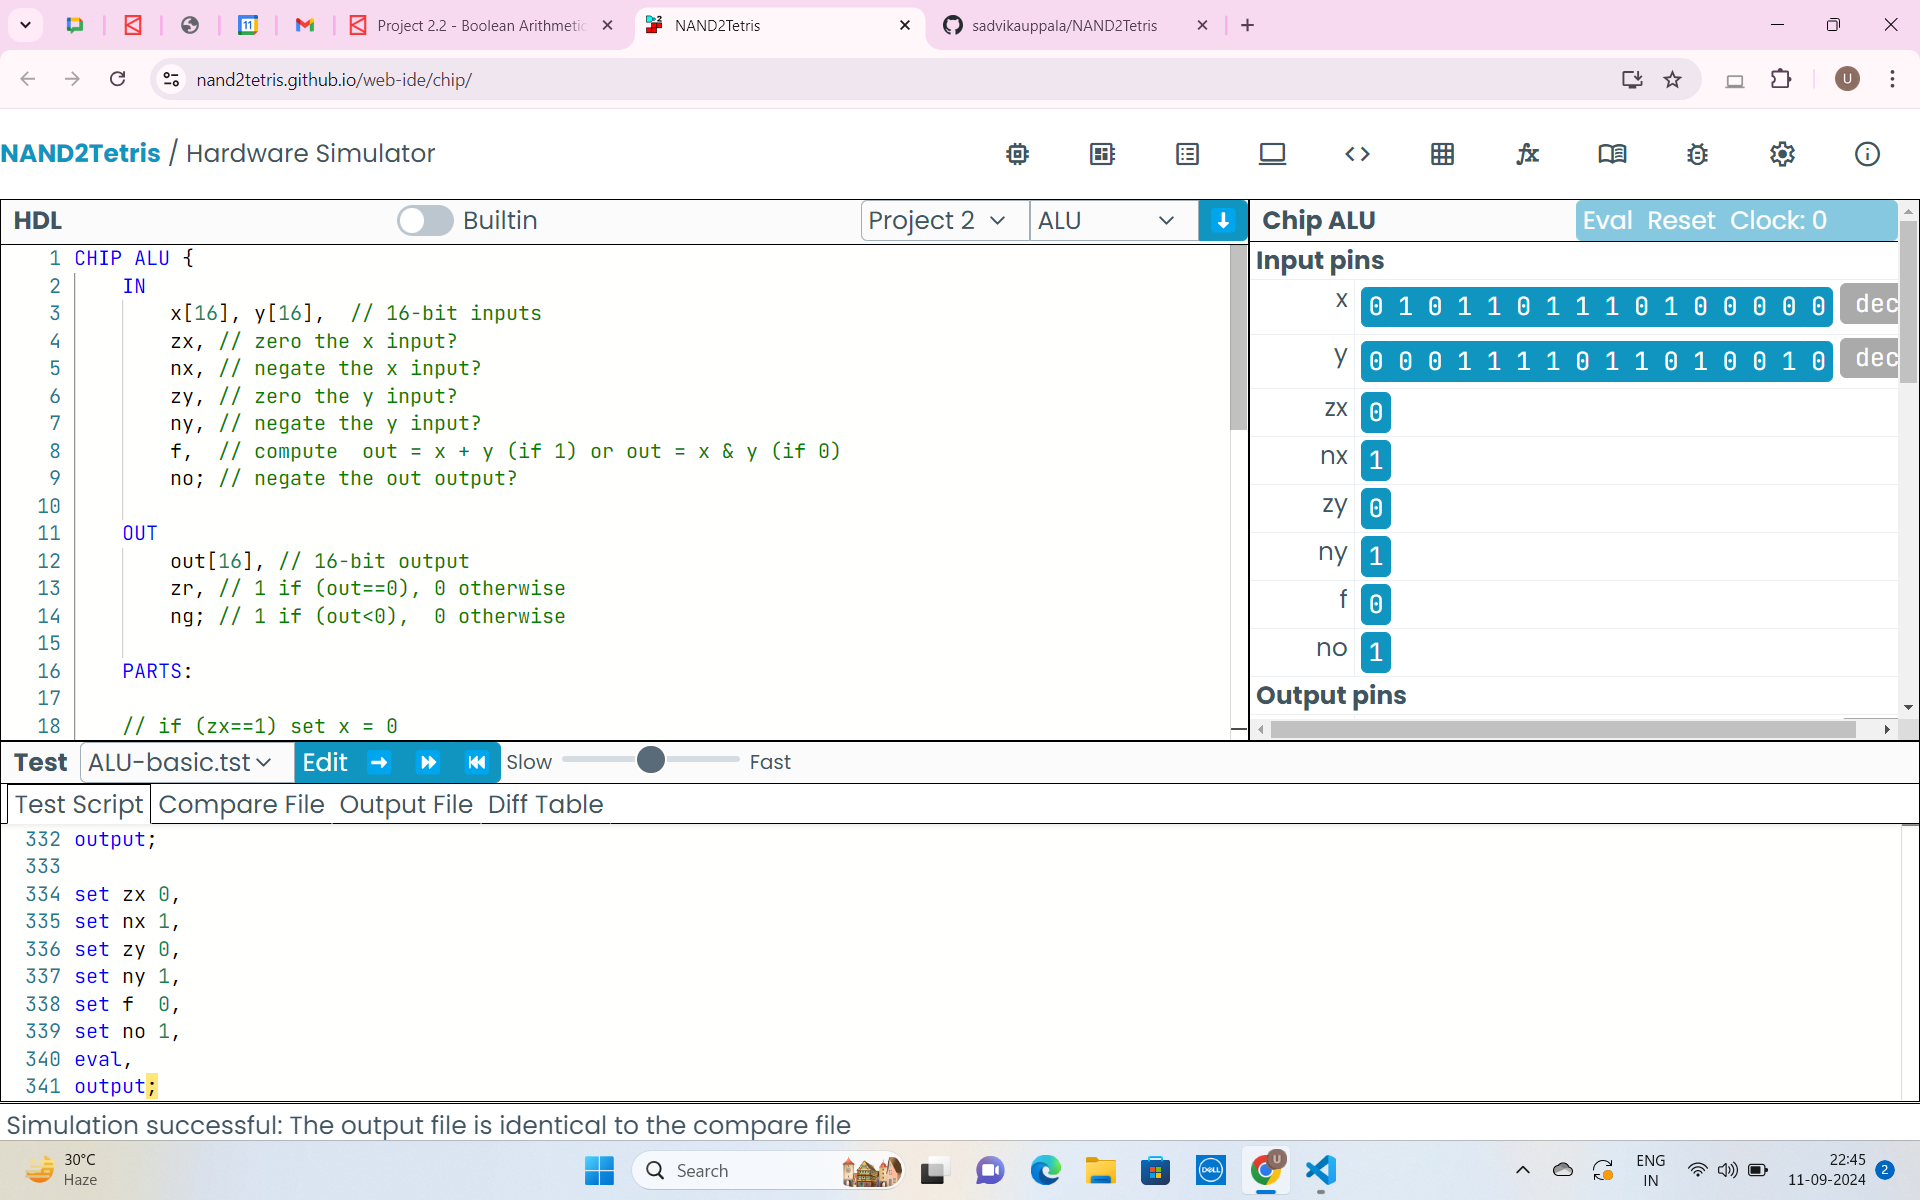 Project 2.2 - Boolean Arithmetic
NAND2Tetris
sadvikauppala/NAND2Tetris
nand2tetris.github.io/web-ide/chip/
U
NAND2Tetris / Hardware Simulator
HDL
Builtin
Project 2
ALU
Chip ALU
Eval Reset Clock: 0
1 CHIP ALU {
2 IN
3 x[16], y[16], // 16-bit inputs
4 zx, // zero the x input?
5 nx, // negate the x input?
6 zy, // zero the y input?
7 ny, // negate the y input?
8 f, // compute out = x + y (if 1) or out = x & y (if 0)
9 no; // negate the out output?
10
11 OUT
12 out[16], // 16-bit output
13 zr, // 1 if (out==0), 0 otherwise
14 ng; // 1 if (out<0), 0 otherwise
15
16 PARTS:
17
18 // if (zx==1) set x = 0
Input pins
x 0 1 0 1 1 0 1 1 1 0 1 0 0 0 0 0 dec
y 0 0 0 1 1 1 1 0 1 1 0 1 0 0 1 0 dec
zx 0
nx 1
zy 0
ny 1
f 0
no 1
Output pins
Test
ALU-basic.tst
Edit
Slow
Fast
Test Script Compare File Output File Diff Table
332 output;
333
334 set zx 0,
335 set nx 1,
336 set zy 0,
337 set ny 1,
338 set f 0,
339 set no 1,
340 eval,
341 output;
Simulation successful: The output file is identical to the compare file
30°C
Haze
Search
DELL
U
ENG
IN
22:45
11-09-2024
2